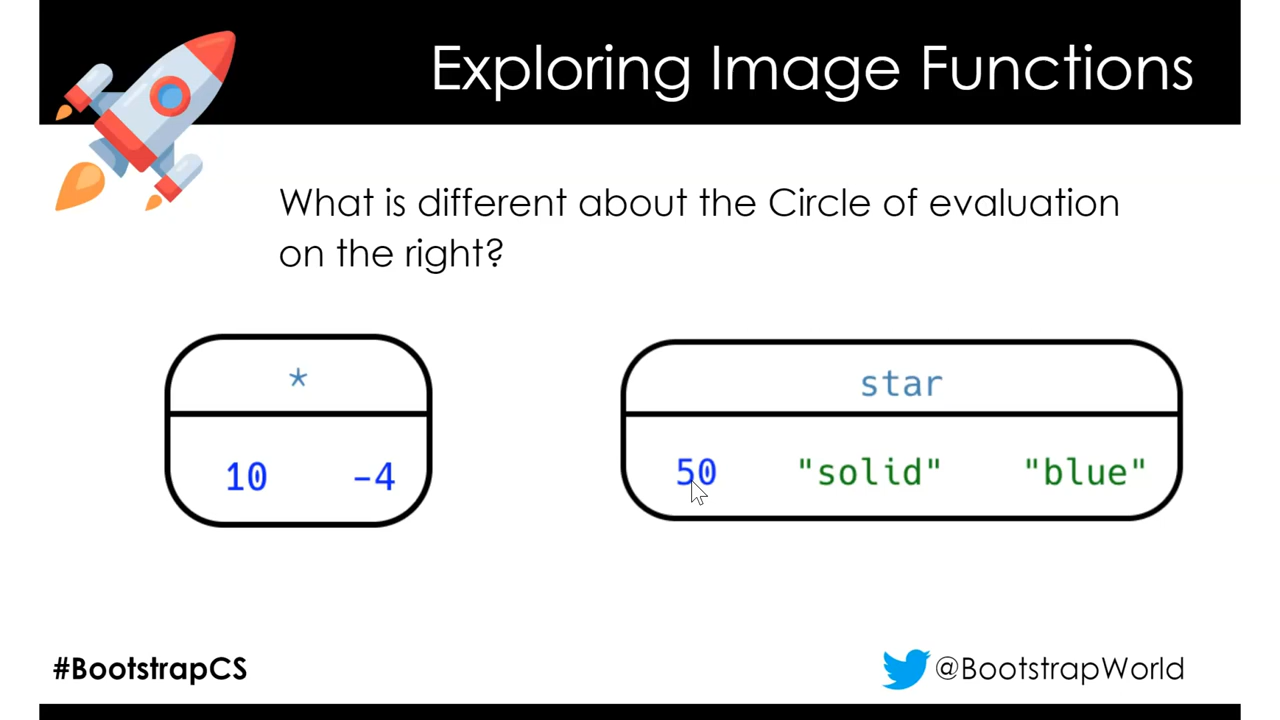 Exploring Image Functions
What is different about the Circle of evaluation
on the right?
*
10 -4
star
50 "solid" "blue"
#BootstrapCS
@BootstrapWorld